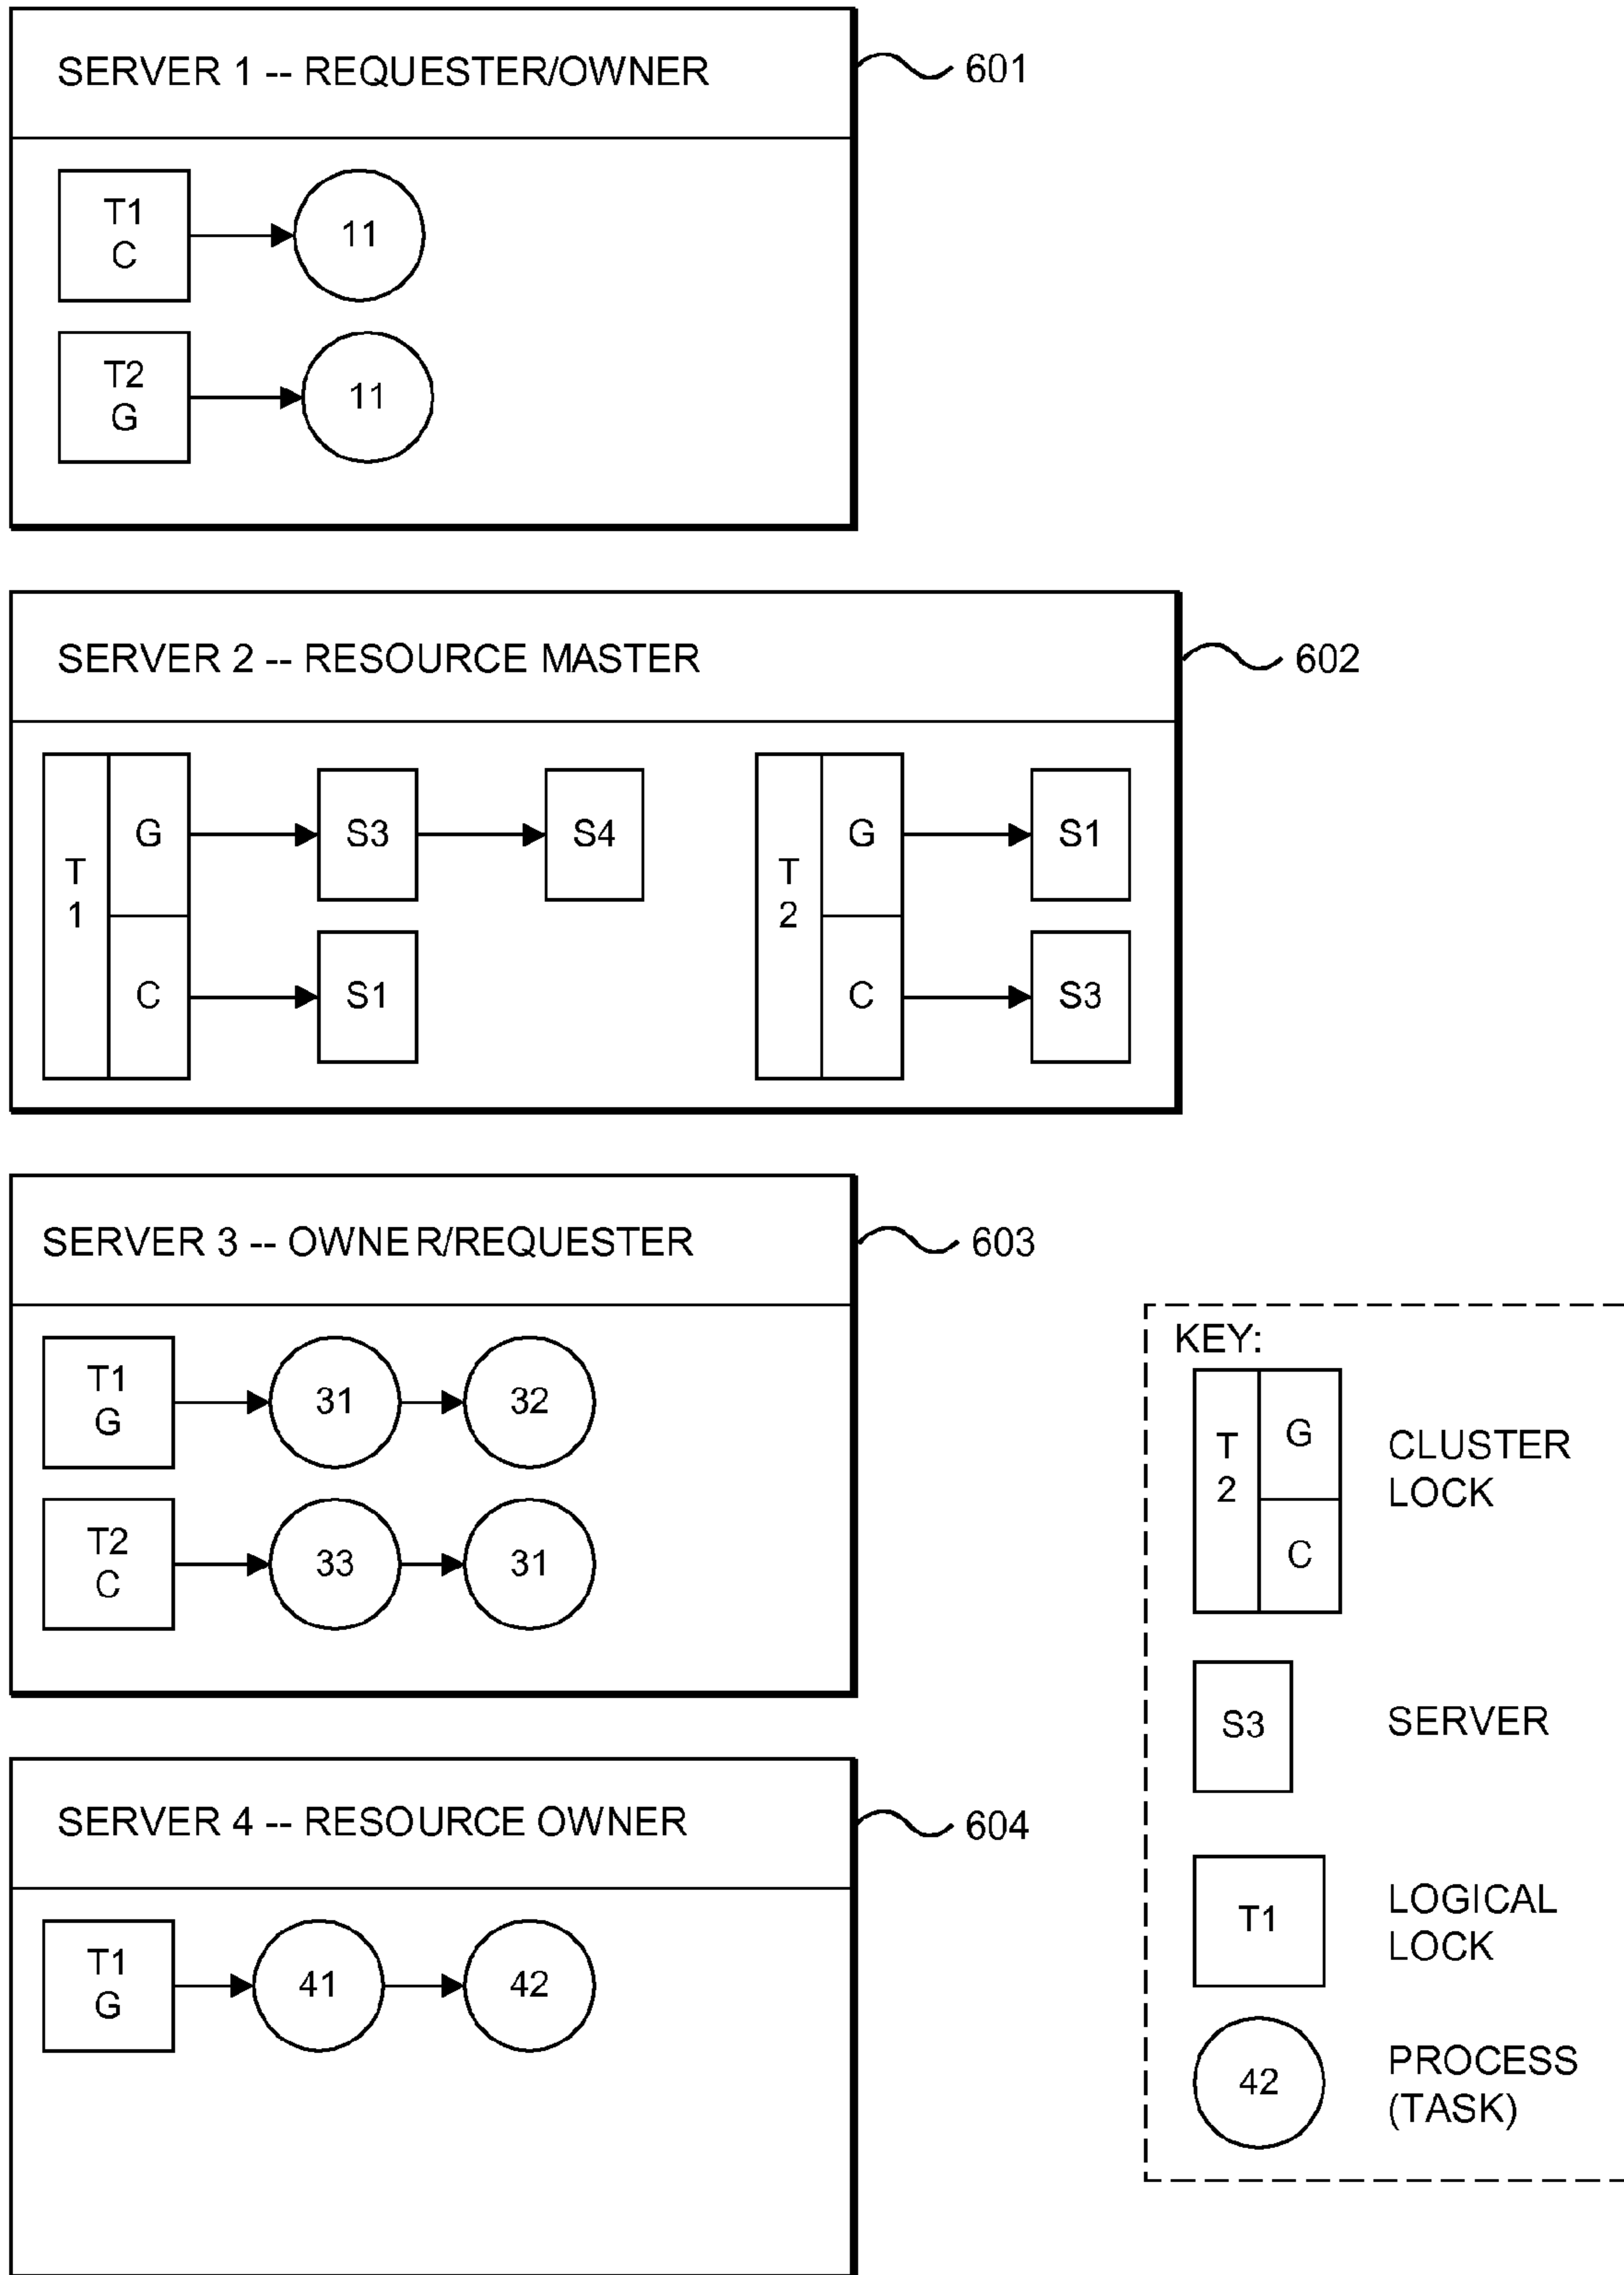 SERVER 1 -- REQUESTER/OWNER
601
T1
C
11
T2
G
11
SERVER 2 -- RESOURCE MASTER
602
T
1
G
S3
S4
C
S1
T
2
G
S1
C
S3
SERVER 3 -- OWNER/REQUESTER
603
T1
G
31
32
T2
C
33
31
SERVER 4 -- RESOURCE OWNER
604
T1
G
41
42
KEY:
T
2
G
C
CLUSTER
LOCK
S3
SERVER
T1
LOGICAL
LOCK
42
PROCESS
(TASK)